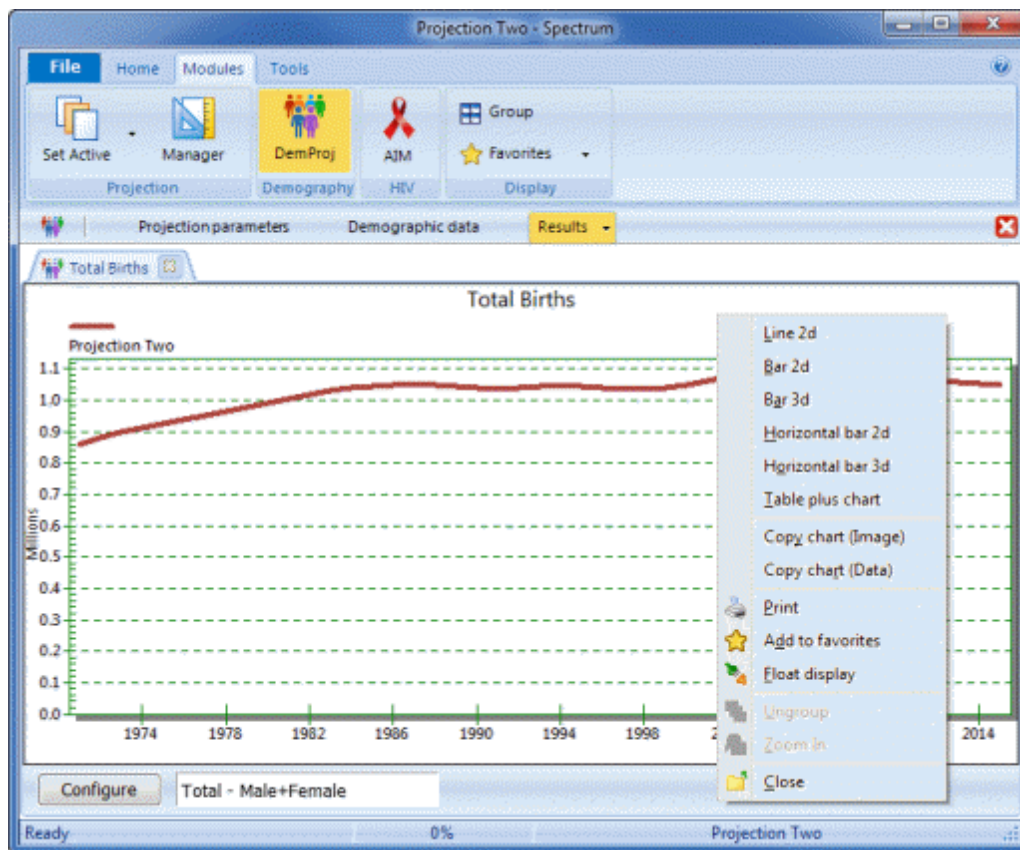 Projection Two - Spectrum
File Home Modules Tools
Set Active Manager DemProj AIM Group Favorites
Projection Demography HIV Display
Projection parameters Demographic data Results
Total Births
Total Births
Projection Two
1.1
1.0
0.9
0.8
0.7
0.6
0.5
0.4
0.3
0.2
0.1
0.0
Millions
1974 1978 1982 1986 1990 1994 1998 2 2014
Line 2d
Bar 2d
Bar 3d
Horizontal bar 2d
Horizontal bar 3d
Table plus chart
Copy chart (Image)
Copy chart (Data)
Print
Add to favorites
Float display
Ungroup
Zoom In
Close
Configure Total - Male+Female
Ready 0% Projection Two